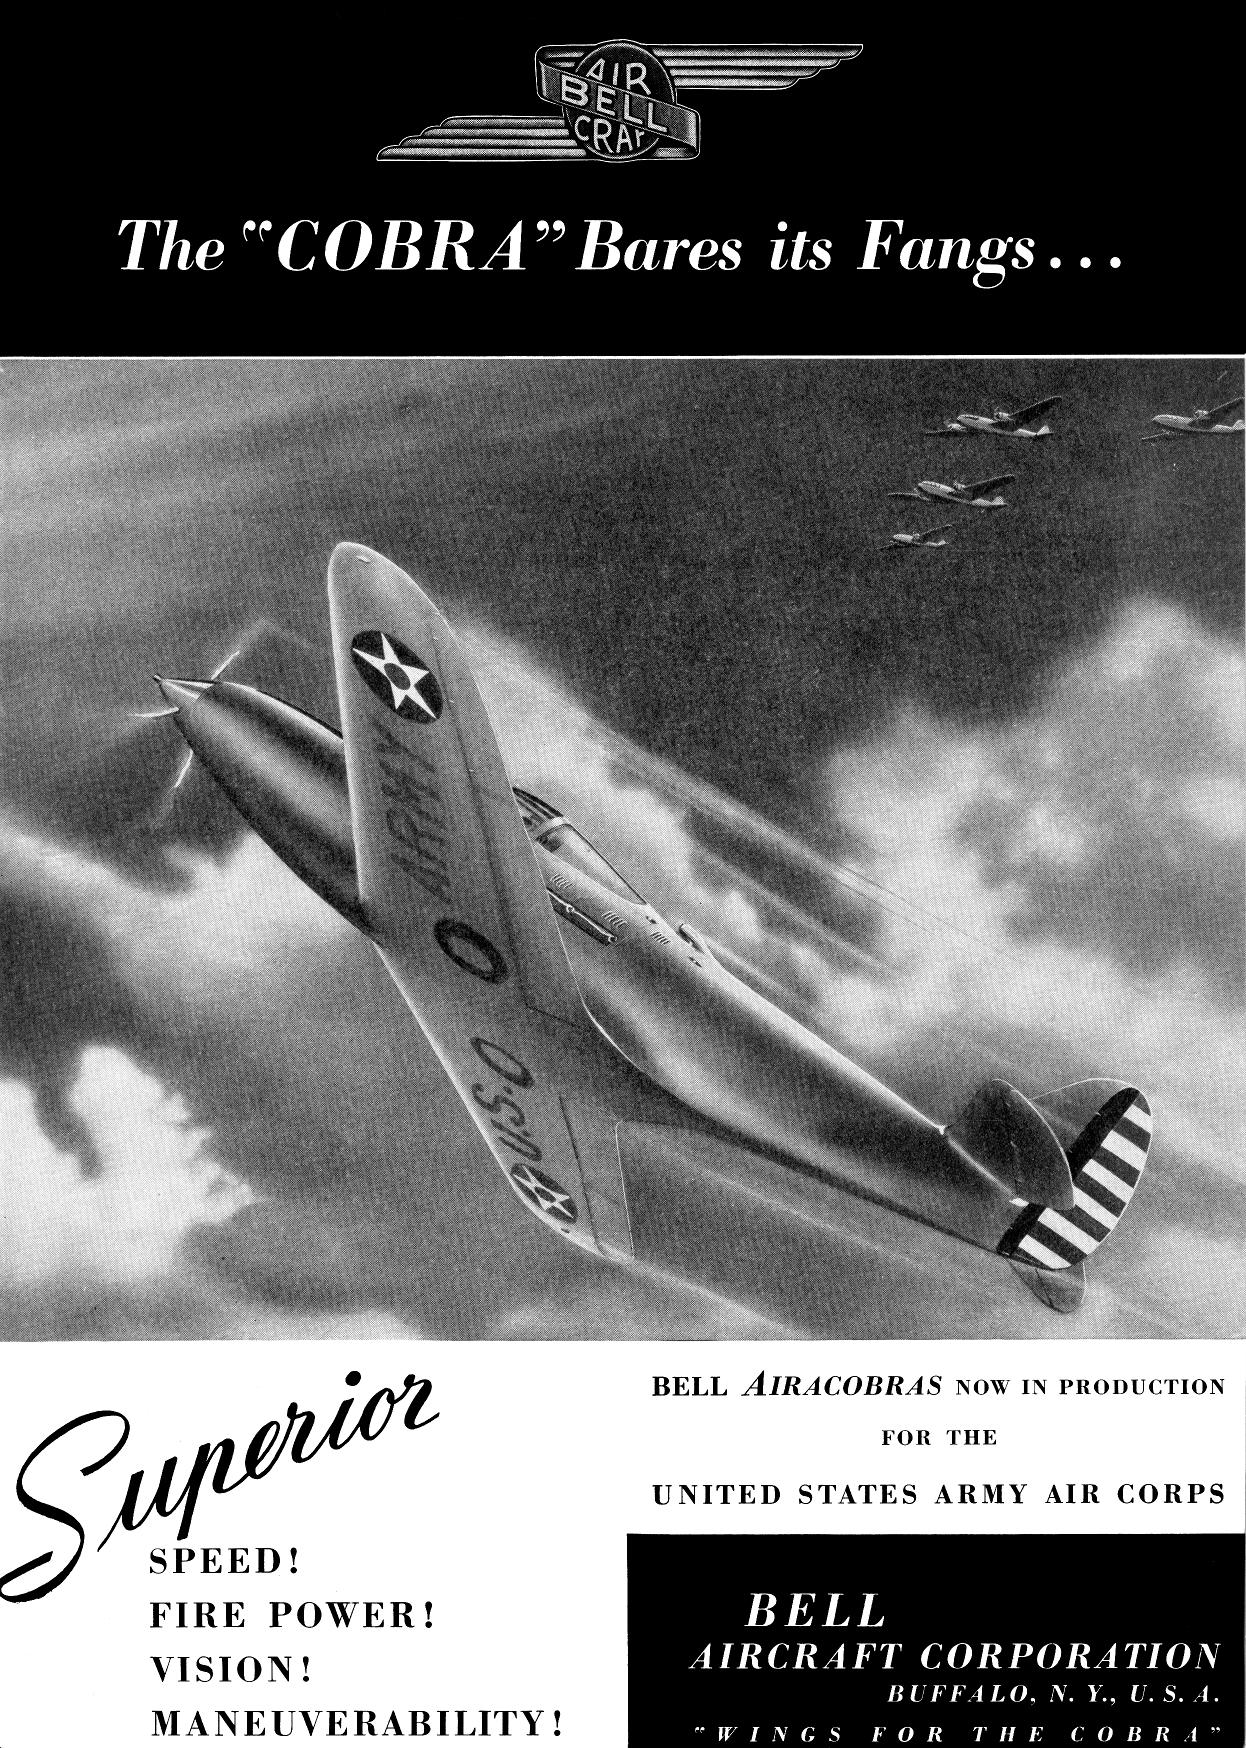 AIR
BELL
CRAF
The "COBRA" Bares its Fangs...
ARMY
U.S.
Superior
SPEED!
FIRE POWER!
VISION!
MANEUVERABILITY!
BELL AIRACOBRAS NOW IN PRODUCTION
FOR THE
UNITED STATES ARMY AIR CORPS
BELL
AIRCRAFT CORPORATION
BUFFALO, N. Y., U. S. A.
"WINGS FOR THE COBRA"